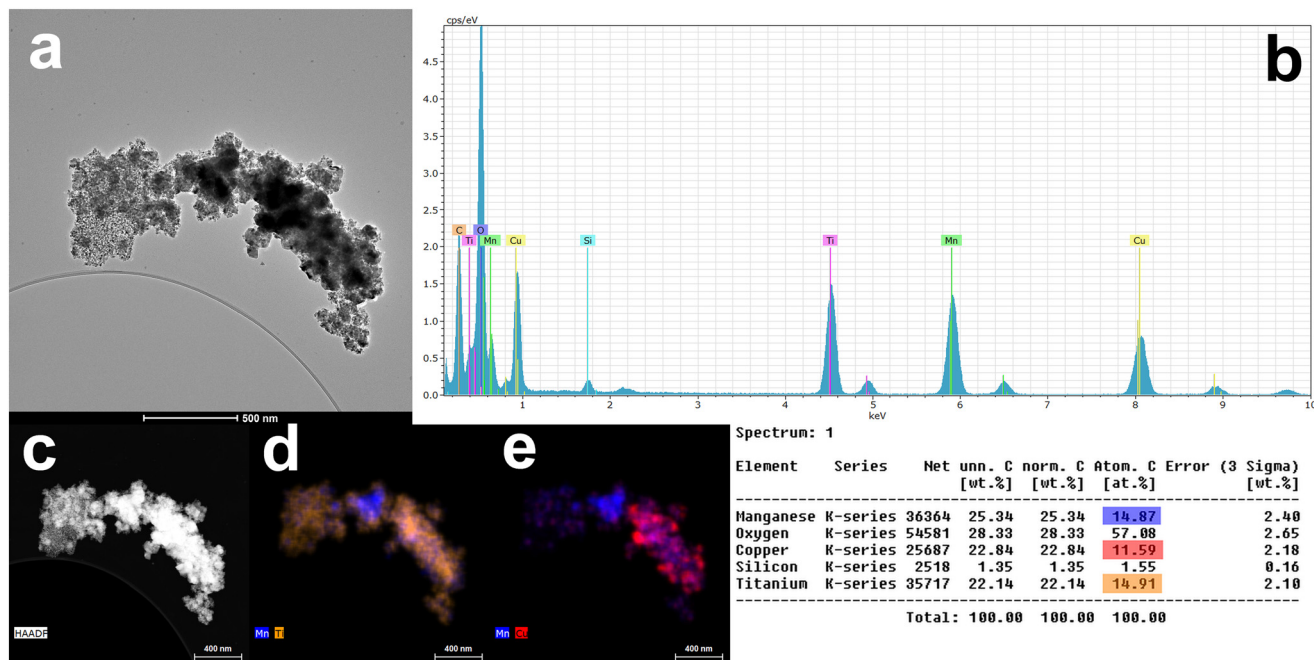 a
500 nm
cps/eV
b
4.5
4.0
3.5
3.0
2.5
2.0
1.5
1.0
0.5
0.0
C Ti O Mn Cu Si Ti Mn Cu
1 2 3 4 5 6 7 8 9 10
keV
c
HAADF
400 nm
d
Mn Ti
400 nm
e
Mn Cu
400 nm
Spectrum: 1
Element Series Net unn. C norm. C Atom. C Error (3 Sigma)
[wt.%] [wt.%] [at.%] [wt.%]
Manganese K-series 36364 25.34 25.34 14.87 2.40
Oxygen K-series 54581 28.33 28.33 57.08 2.65
Copper K-series 25687 22.84 22.84 11.59 2.18
Silicon K-series 2518 1.35 1.35 1.55 0.16
Titanium K-series 35717 22.14 22.14 14.91 2.10
Total: 100.00 100.00 100.00